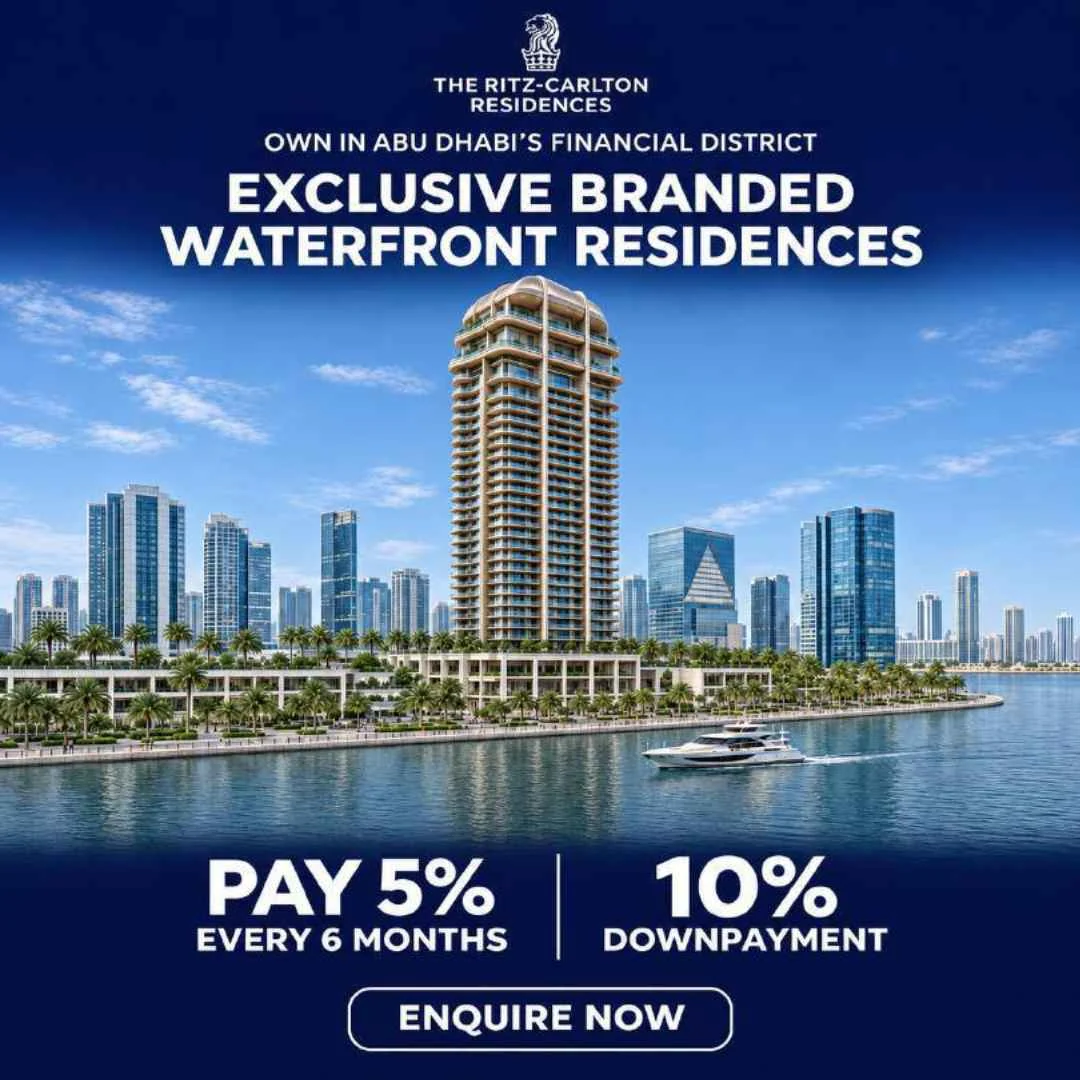 THE RITZ-CARLTON
RESIDENCES
OWN IN ABU DHABI'S FINANCIAL DISTRICT
EXCLUSIVE BRANDED
WATERFRONT RESIDENCES
PAY 5%
EVERY 6 MONTHS
10%
DOWNPAYMENT
ENQUIRE NOW